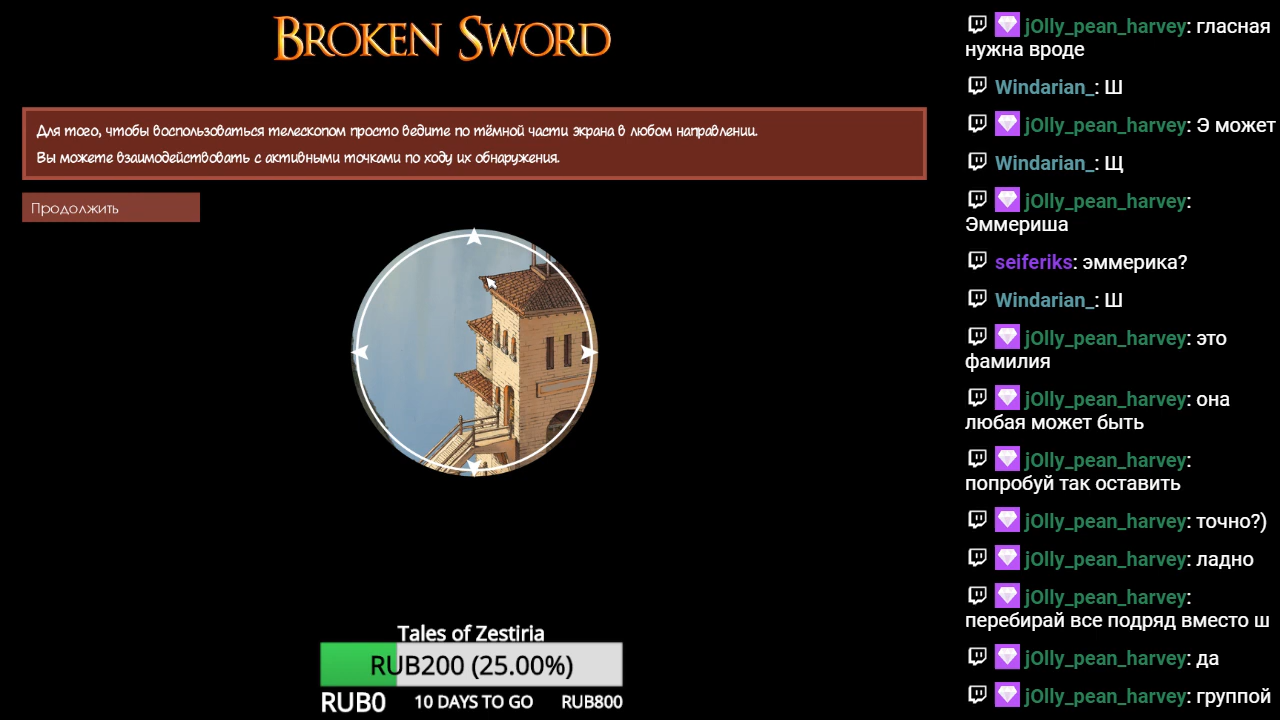 BROKEN SWORD
Для того, чтобы воспользоваться телескопом просто ведите по тёмной части экрана в любом направлении.
Вы можете взаимодействовать с активными точками по ходу их обнаружения.
Продолжить
Tales of Zestiria
RUB200 (25.00%)
RUB0 10 DAYS TO GO RUB800
jOlly_pean_harvey: гласная
нужна вроде
Windarian_: Ш
jOlly_pean_harvey: Э может
Windarian_: Щ
jOlly_pean_harvey:
Эммериша
seiferiks: эммерика?
Windarian_: Ш
jOlly_pean_harvey: это
фамилия
jOlly_pean_harvey: она
любая может быть
jOlly_pean_harvey:
попробуй так оставить
jOlly_pean_harvey: точно?)
jOlly_pean_harvey: ладно
jOlly_pean_harvey:
перебирай все подряд вместо ш
jOlly_pean_harvey: да
jOlly_pean_harvey: группой